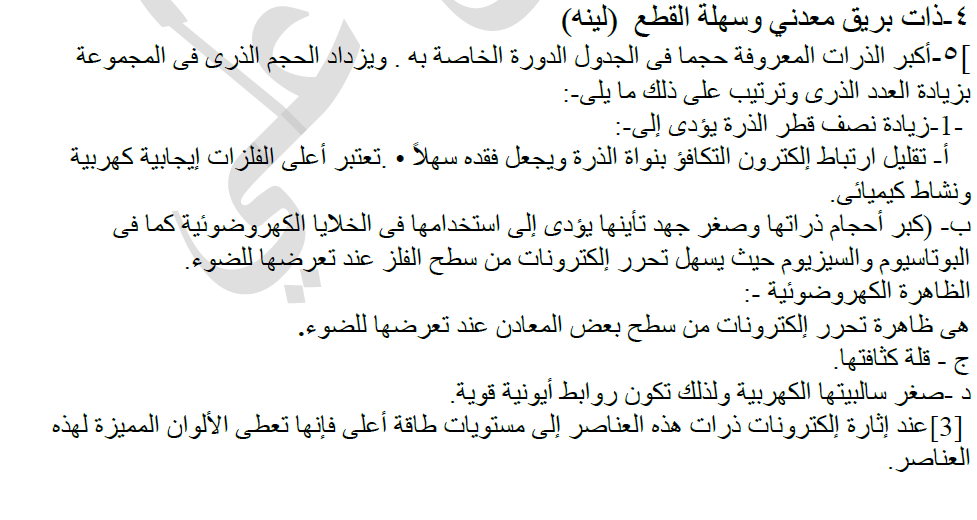 ٤-ذات بريق معدني وسهلة القطع (لينه)
]٥-أكبر الذرات المعروفة حجما فى الجدول الدورة الخاصة به . ويزداد الحجم الذرى فى المجموعة
بزيادة العدد الذرى وترتيب على ذلك ما يلى-:
-1-زيادة نصف قطر الذرة يؤدى إلى-:
أ- تقليل ارتباط إلكترون التكافؤ بنواة الذرة ويجعل فقده سهلاً • .تعتبر أعلى الفلزات إيجابية كهربية
ونشاط كيميائى.
ب- (كبر أحجام ذراتها وصغر جهد تأينها يؤدى إلى استخدامها فى الخلايا الكهروضوئية كما فى
البوتاسيوم والسيزيوم حيث يسهل تحرر إلكترونات من سطح الفلز عند تعرضها للضوء.
الظاهرة الكهروضوئية -:
هى ظاهرة تحرر إلكترونات من سطح بعض المعادن عند تعرضها للضوء.
ج - قلة كثافتها.
د -صغر سالبيتها الكهربية ولذلك تكون روابط أيونية قوية.
[3]عند إثارة إلكترونات ذرات هذه العناصر إلى مستويات طاقة أعلى فإنها تعطى الألوان المميزة لهذه
العناصر.